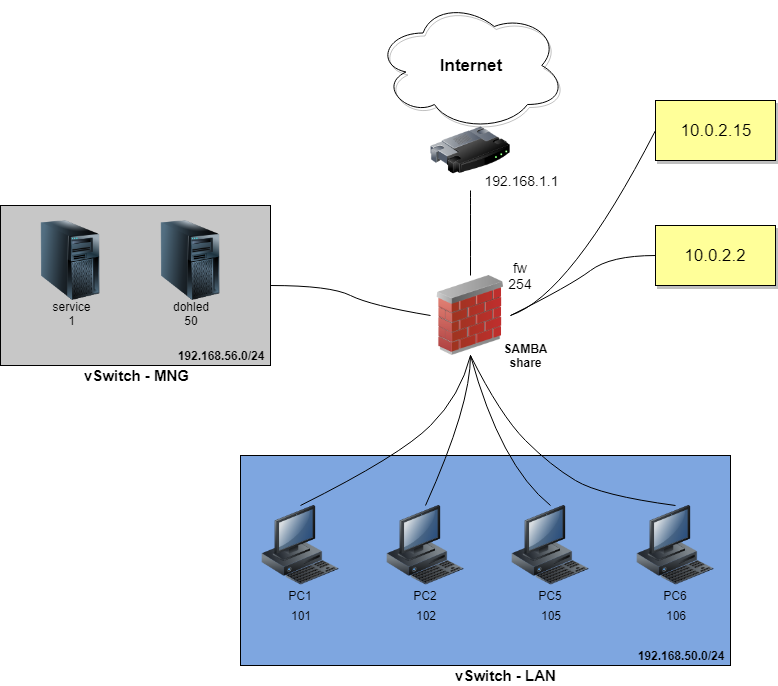 Internet
10.0.2.15
192.168.1.1
10.0.2.2
fw
254
service
1
dohled
50
192.168.56.0/24
vSwitch - MNG
SAMBA
share
PC1
101
PC2
102
PC5
105
PC6
106
192.168.50.0/24
vSwitch - LAN